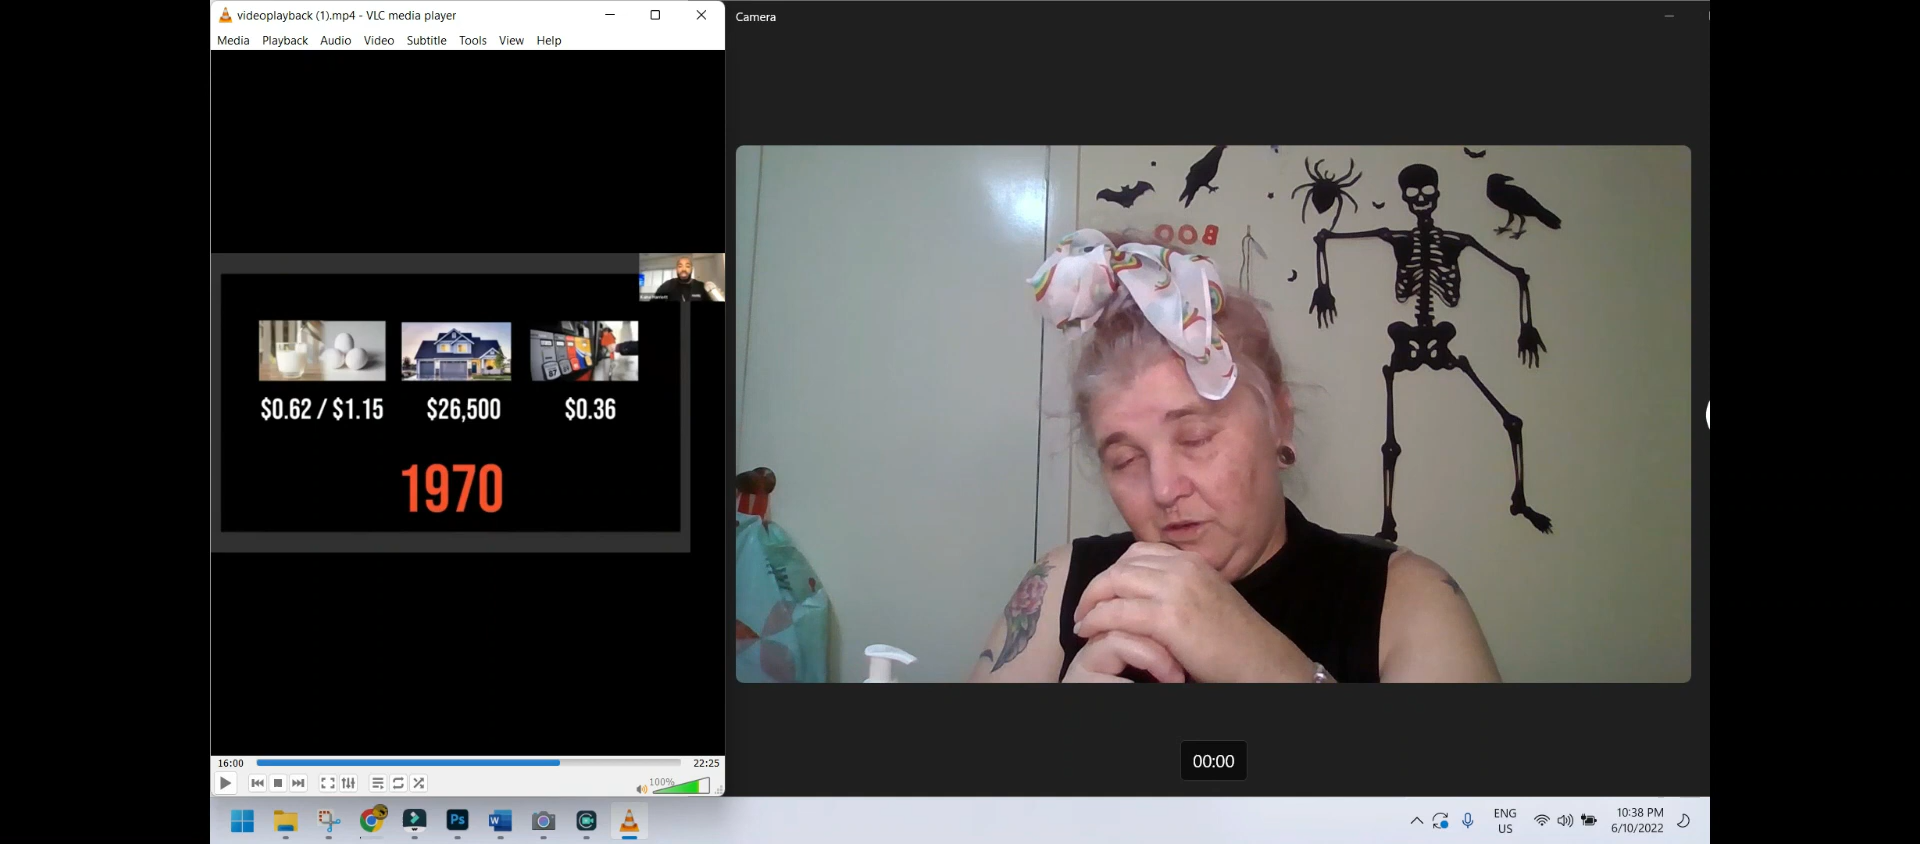 videoplayback (1).mp4 - VLC media player
Media Playback Audio Video Subtitle Tools View Help
$0.62 / $1.15 $26,500 $0.36
1970
16:00 22:25
100%
Camera
BOO
00:00
Ps
W
ENG
US
10:38 PM
6/10/2022
87